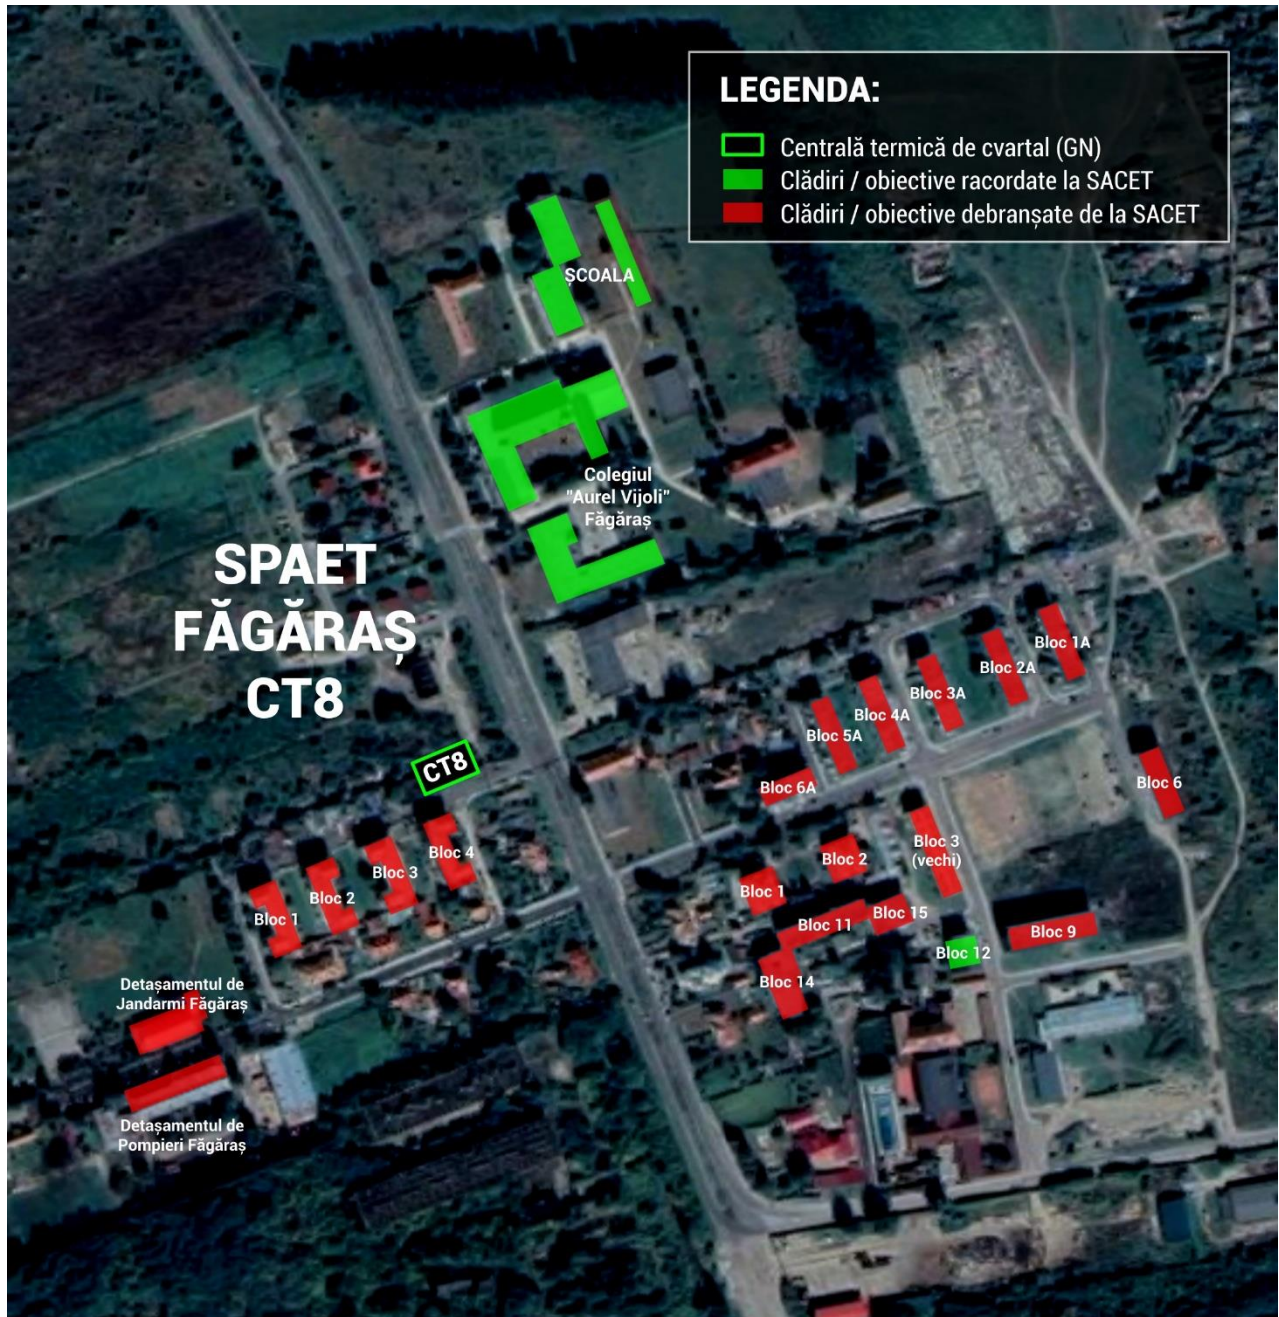 LEGENDA:
Centrală termică de cvartal (GN)
Clădiri / obiective racordate la SACET
Clădiri / obiective debranșate de la SACET
ȘCOALA
Colegiul
"Aurel Vijoli"
Făgăraș
SPAET
FĂGĂRAȘ
CT8
CT8
Bloc 1A
Bloc 2A
Bloc 3A
Bloc 4A
Bloc 5A
Bloc 6A
Bloc 6
Bloc 3
(vechi)
Bloc 2
Bloc 1
Bloc 15
Bloc 11
Bloc 9
Bloc 12
Bloc 14
Bloc 4
Bloc 3
Bloc 2
Bloc 1
Detașamentul de
Jandarmi Făgăraș
Detașamentul de
Pompieri Făgăraș